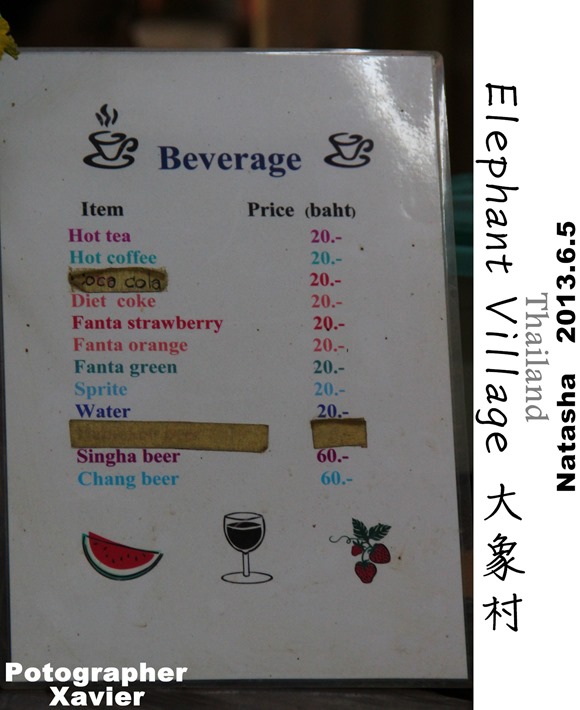 Beverage
Item Price (baht)
Hot tea 20.-
Hot coffee 20.-
coca cola 20.-
Diet coke 20.-
Fanta strawberry 20.-
Fanta orange 20.-
Fanta green 20.-
Sprite 20.-
Water 20.-
Singha beer 60.-
Chang beer 60.-
Elephant Village 大象村
Thailand
Natasha 2013.6.5
Potographer
Xavier